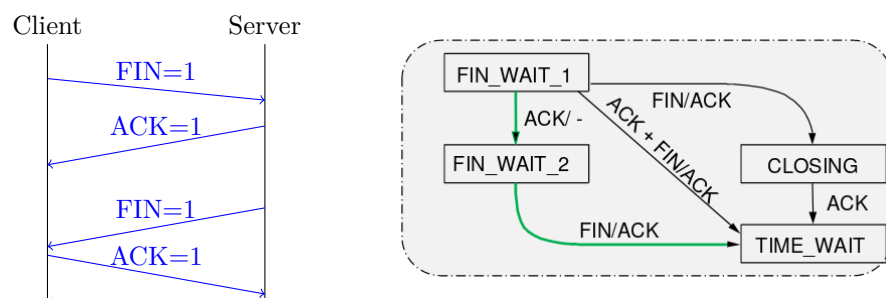 Client
Server
FIN=1
ACK=1
FIN=1
ACK=1
FIN_WAIT_1
FIN/ACK
ACK/ -
ACK + FIN/ACK
FIN_WAIT_2
CLOSING
ACK
FIN/ACK
TIME_WAIT